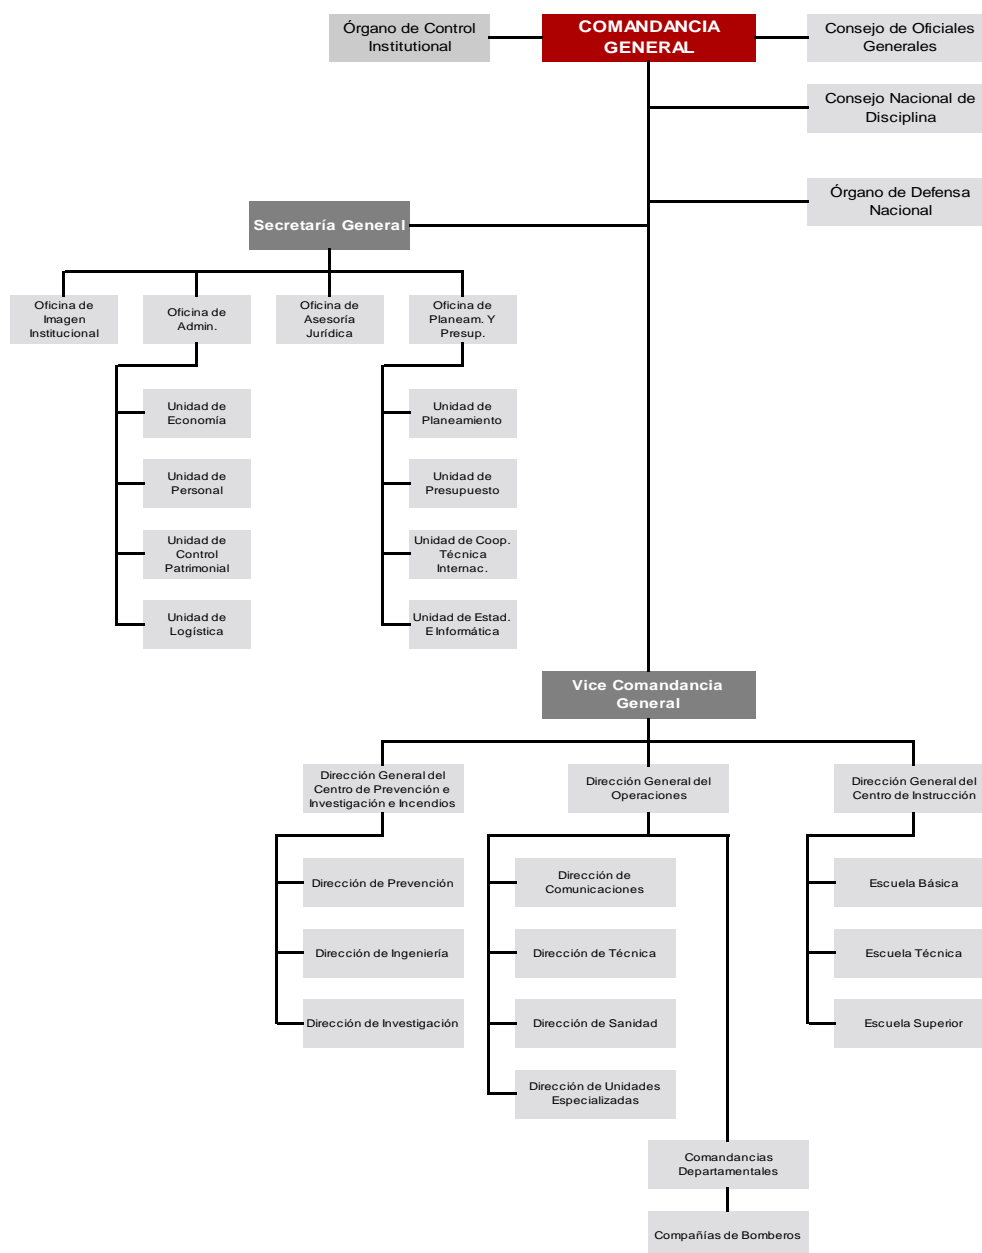 Órgano de Control
Institutional
COMANDANCIA
GENERAL
Consejo de Oficiales
Generales
Consejo Nacional de
Disciplina
Órgano de Defensa
Nacional
Secretaría General
Oficina de
Imagen
Institucional
Oficina de
Admin.
Oficina de
Asesoría
Jurídica
Oficina de
Planeam. Y
Presup.
Unidad de
Economía
Unidad de
Personal
Unidad de
Control
Patrimonial
Unidad de
Logística
Unidad de
Planeamiento
Unidad de
Presupuesto
Unidad de Coop.
Técnica
Internac.
Unidad de Estad.
E Informática
Vice Comandancia
General
Dirección General del
Centro de Prevención e
Investigación e Incendios
Dirección General del
Operaciones
Dirección General del
Centro de Instrucción
Dirección de Prevención
Dirección de Ingeniería
Dirección de Investigación
Dirección de
Comunicaciones
Dirección de Técnica
Dirección de Sanidad
Dirección de Unidades
Especializadas
Escuela Básica
Escuela Técnica
Escuela Superior
Comandancias
Departamentales
Compañías de Bomberos